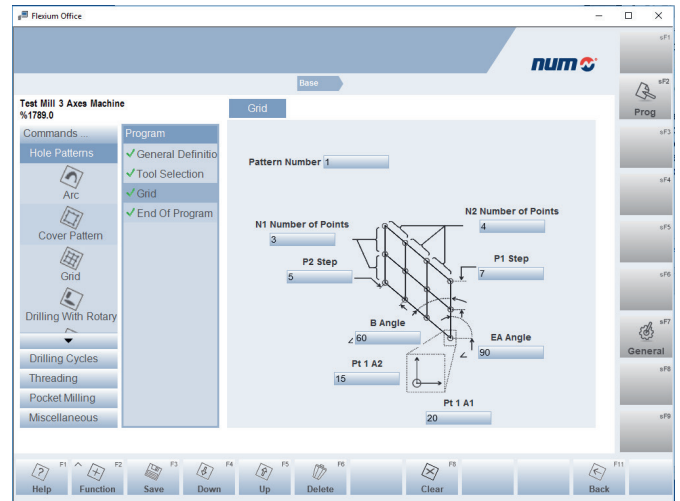 Flexium Office
num
Base
Test Mill 3 Axes Machine
%1789.0
Grid
Commands ...
Hole Patterns
Arc
Cover Pattern
Grid
Drilling With Rotary
Drilling Cycles
Threading
Pocket Milling
Miscellaneous
Program
General Definitio
Tool Selection
Grid
End Of Program
Pattern Number 1
N2 Number of Points
4
N1 Number of Points
3
P2 Step
5
P1 Step
7
B Angle
60
EA Angle
90
Pt 1 A2
15
Pt 1 A1
20
sF1
sF2
Prog
sF3
sF4
sF5
sF6
sF7
General
sF8
sF9
F1
Help
F2
Function
F3
Save
F4
Down
F5
Up
F6
Delete
F8
Clear
F11
Back